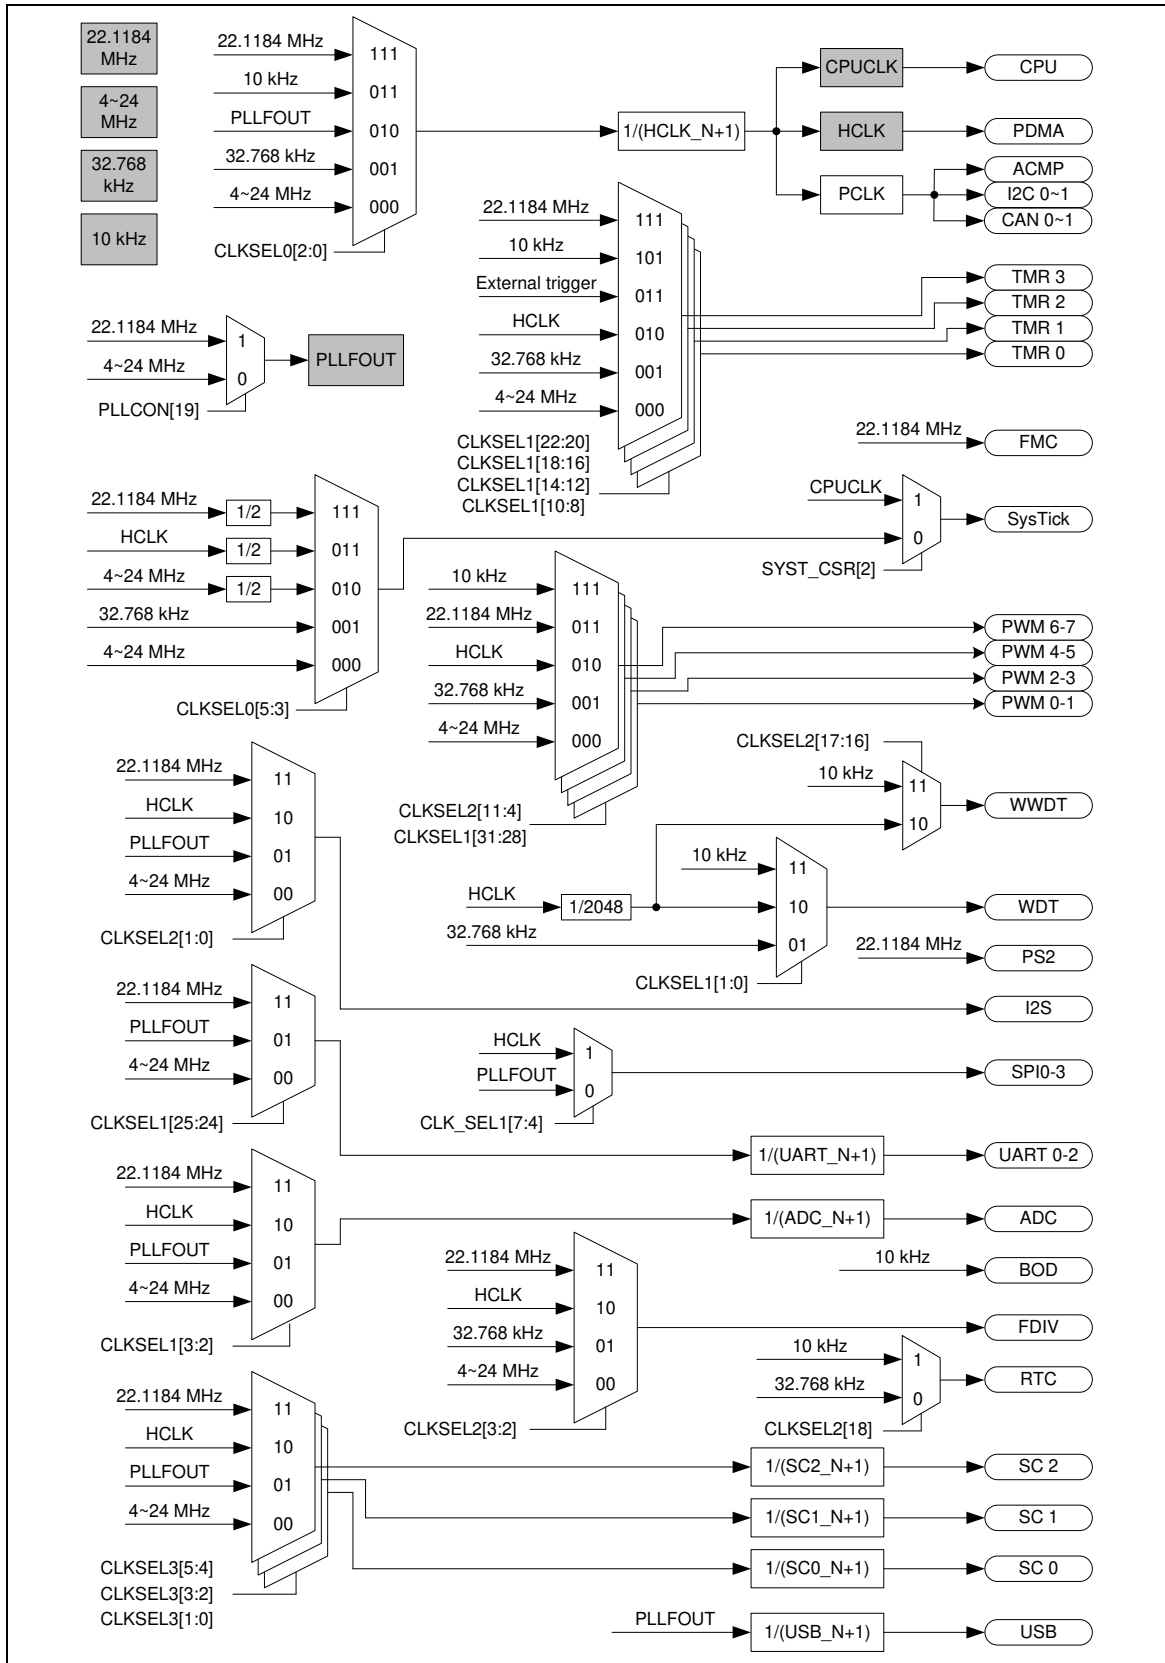 22.1184
MHz
4~24
MHz
32.768
kHz
10 kHz
22.1184 MHz
111
10 kHz
011
PLLFOUT
010
32.768 kHz
001
4~24 MHz
000
CLKSEL0[2:0]
1/(HCLK_N+1)
CPUCLK
CPU
HCLK
PDMA
PCLK
ACMP
I2C 0~1
CAN 0~1
22.1184 MHz
111
10 kHz
101
External trigger
011
HCLK
010
32.768 kHz
001
4~24 MHz
000
CLKSEL1[22:20]
CLKSEL1[18:16]
CLKSEL1[14:12]
CLKSEL1[10:8]
TMR 3
TMR 2
TMR 1
TMR 0
22.1184 MHz
1
4~24 MHz
0
PLLCON[19]
PLLFOUT
22.1184 MHz
FMC
22.1184 MHz
1/2
111
HCLK
1/2
011
4~24 MHz
1/2
010
32.768 kHz
001
4~24 MHz
000
CLKSEL0[5:3]
CPUCLK
1
0
SYST_CSR[2]
SysTick
10 kHz
111
22.1184 MHz
011
HCLK
010
32.768 kHz
001
4~24 MHz
000
CLKSEL2[11:4]
CLKSEL1[31:28]
PWM 6-7
PWM 4-5
PWM 2-3
PWM 0-1
CLKSEL2[17:16]
10 kHz
11
10
WWDT
22.1184 MHz
11
HCLK
10
PLLFOUT
01
4~24 MHz
00
CLKSEL2[1:0]
10 kHz
11
HCLK
1/2048
10
32.768 kHz
01
CLKSEL1[1:0]
WDT
22.1184 MHz
PS2
I2S
22.1184 MHz
11
PLLFOUT
01
4~24 MHz
00
CLKSEL1[25:24]
HCLK
1
PLLFOUT
0
CLK_SEL1[7:4]
SPI0-3
1/(UART_N+1)
UART 0-2
22.1184 MHz
11
HCLK
10
PLLFOUT
01
4~24 MHz
00
CLKSEL1[3:2]
1/(ADC_N+1)
ADC
10 kHz
BOD
22.1184 MHz
11
HCLK
10
32.768 kHz
01
4~24 MHz
00
CLKSEL2[3:2]
FDIV
10 kHz
1
32.768 kHz
0
CLKSEL2[18]
RTC
22.1184 MHz
11
HCLK
10
PLLFOUT
01
4~24 MHz
00
CLKSEL3[5:4]
CLKSEL3[3:2]
CLKSEL3[1:0]
1/(SC2_N+1)
SC 2
1/(SC1_N+1)
SC 1
1/(SC0_N+1)
SC 0
PLLFOUT
1/(USB_N+1)
USB